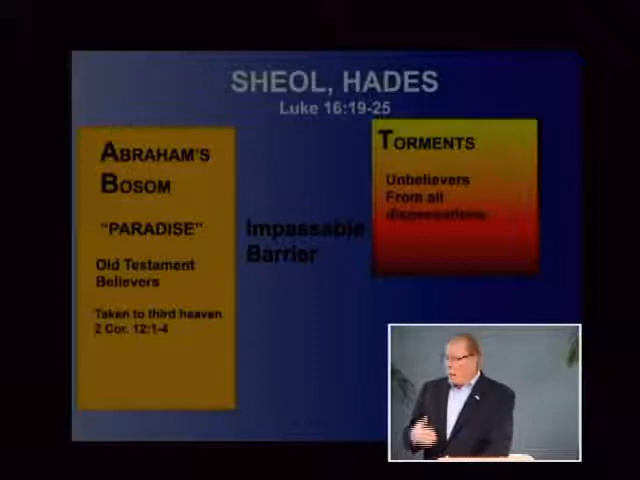 SHEOL, HADES
Luke 16:19-25
ABRAHAM'S
BOSOM
"PARADISE"
Old Testament
Believers
Taken to third heaven
2 Cor. 12:1-4
Impassable
Barrier
TORMENTS
Unbelievers
From all
dispensations